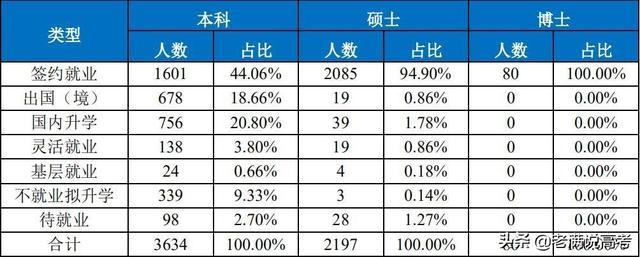 类型 本科 硕士 博士
人数 占比 人数 占比 人数 占比
签约就业 1601 44.06% 2085 94.90% 80 100.00%
出国（境） 678 18.66% 19 0.86% 0 0.00%
国内升学 756 20.80% 39 1.78% 0 0.00%
灵活就业 138 3.80% 19 0.86% 0 0.00%
基层就业 24 0.66% 4 0.18% 0 0.00%
不就业拟升学 339 9.33% 3 0.14% 0 0.00%
待就业 98 2.70% 28 1.27% 0 0.00%
合计 3634 100.00% 2197 100.00%
头条 @老满说高考